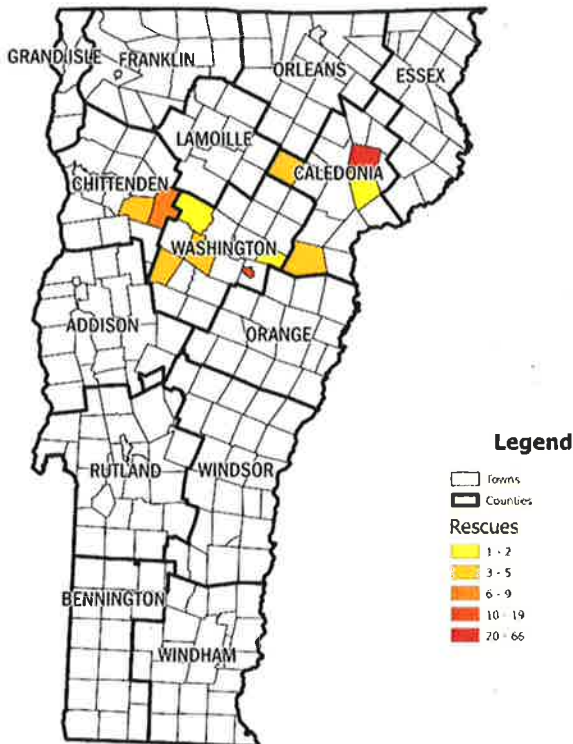 GRAND ISLE
FRANKLIN
ORLEANS
ESSEX
LAMOILLE
CALEDONIA
CHITTENDEN
WASHINGTON
ADDISON
ORANGE
RUTLAND
WINDSOR
BENNINGTON
WINDHAM
Legend
Towns
Counties
Rescues
1 - 2
3 - 5
6 - 9
10 - 19
20 - 66